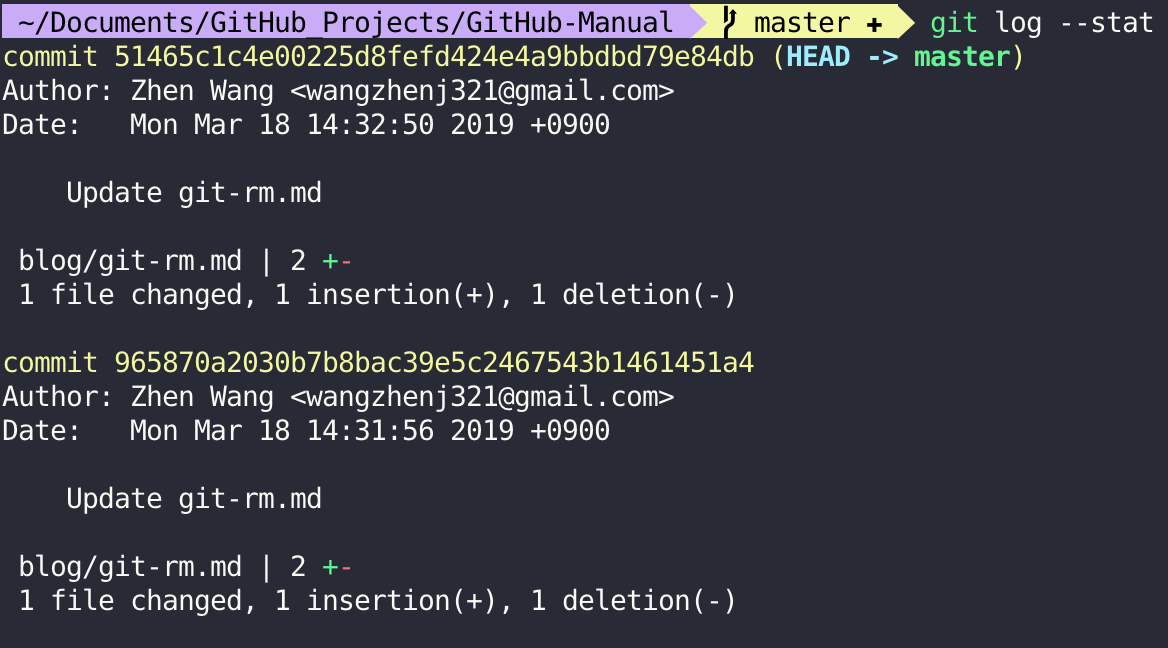 ~/Documents/GitHub_Projects/GitHub-Manual master ✚ git log --stat
commit 51465c1c4e00225d8fefd424e4a9bbdbd79e84db (HEAD -> master)
Author: Zhen Wang <wangzhenj321@gmail.com>
Date:   Mon Mar 18 14:32:50 2019 +0900
Update git-rm.md
blog/git-rm.md | 2 +-
1 file changed, 1 insertion(+), 1 deletion(-)
commit 965870a2030b7b8bac39e5c2467543b1461451a4
Author: Zhen Wang <wangzhenj321@gmail.com>
Date:   Mon Mar 18 14:31:56 2019 +0900
Update git-rm.md
blog/git-rm.md | 2 +-
1 file changed, 1 insertion(+), 1 deletion(-)